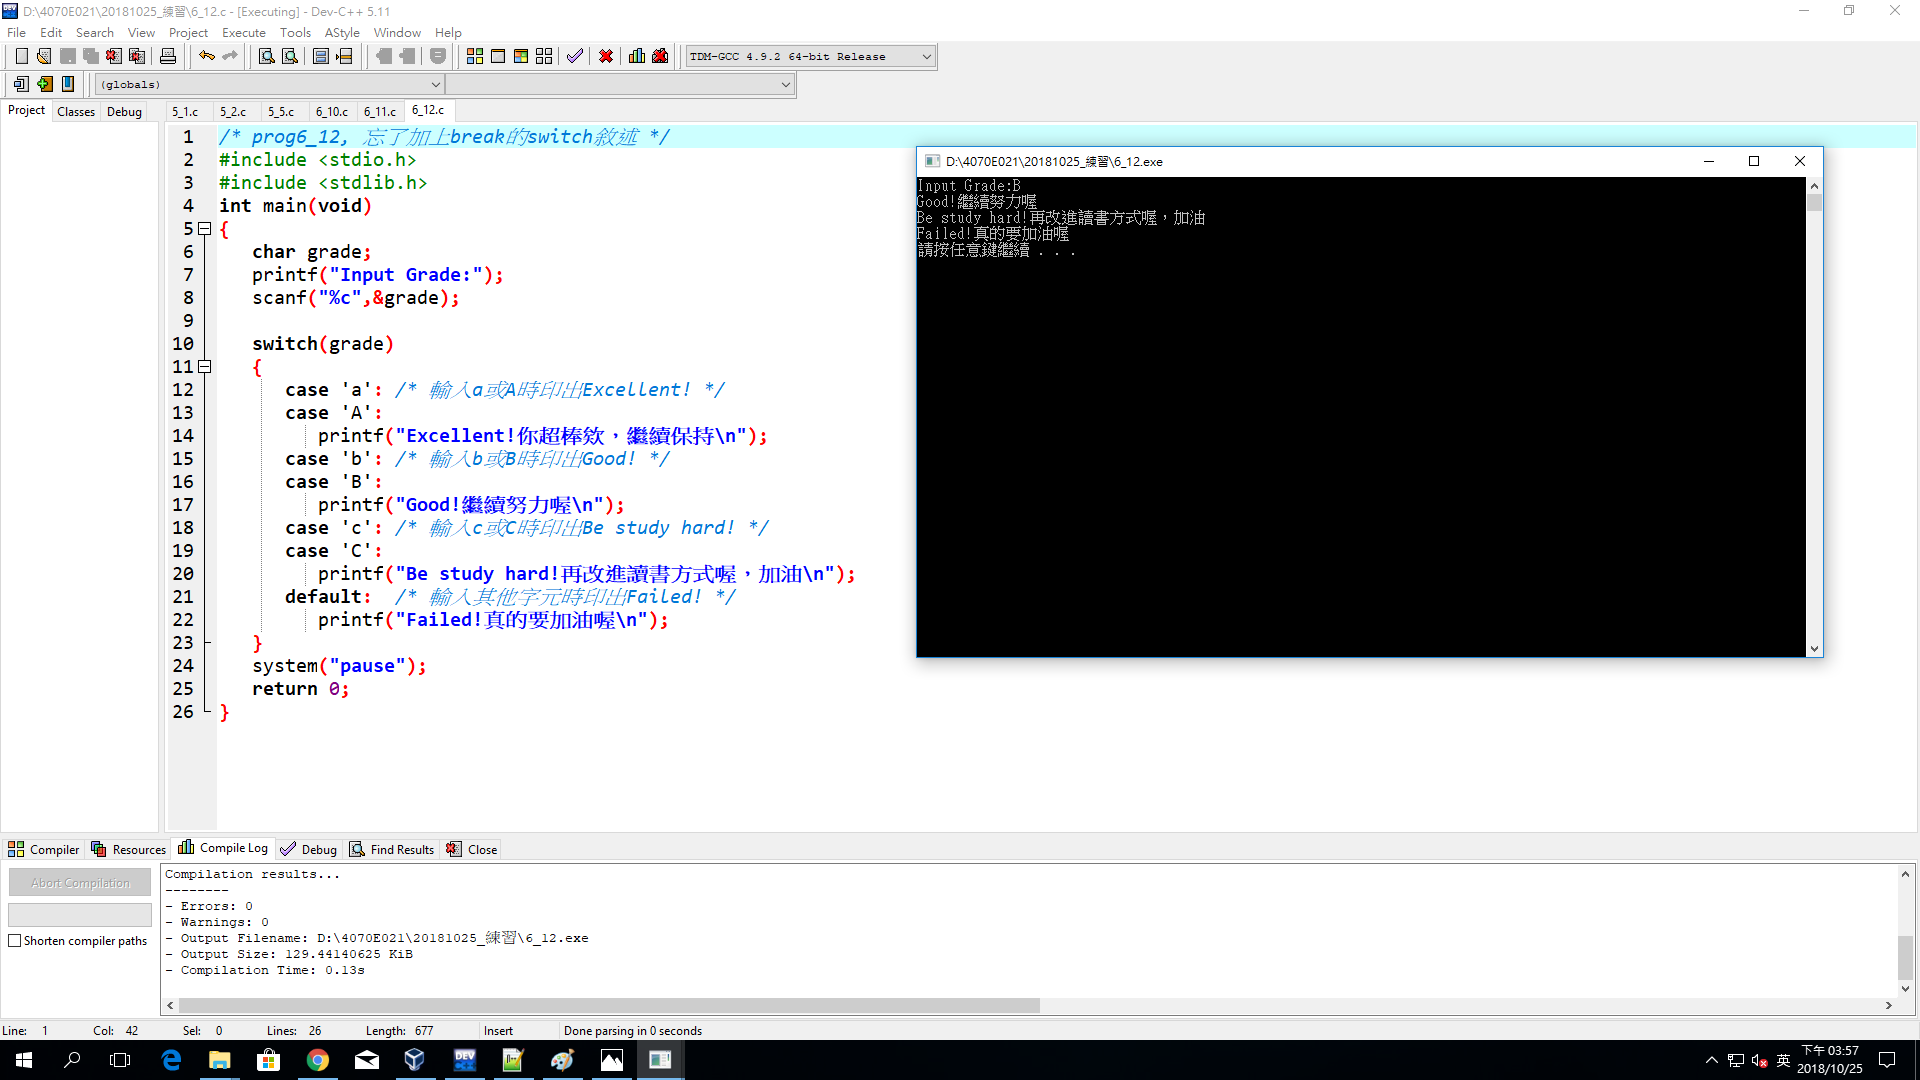 D:\4070E021\20181025_練習\6_12.c - [Executing] - Dev-C++ 5.11
File Edit Search View Project Execute Tools AStyle Window Help
TDM-GCC 4.9.2 64-bit Release
(globals)
Project Classes Debug
5_1.c 5_2.c 5_5.c 6_10.c 6_11.c 6_12.c
1 /* prog6_12, 忘了加上break的switch敘述 */
2 #include <stdio.h>
3 #include <stdlib.h>
4 int main(void)
5 {
6 char grade;
7 printf("Input Grade:");
8 scanf("%c",&grade);
9
10 switch(grade)
11 {
12 case 'a': /* 輸入a或A時印出Excellent! */
13 case 'A':
14 printf("Excellent!你超棒欸，繼續保持\n");
15 case 'b': /* 輸入b或B時印出Good! */
16 case 'B':
17 printf("Good!繼續努力喔\n");
18 case 'c': /* 輸入c或C時印出Be study hard! */
19 case 'C':
20 printf("Be study hard!再改進讀書方式喔，加油\n");
21 default: /* 輸入其他字元時印出Failed! */
22 printf("Failed!真的要加油喔\n");
23 }
24 system("pause");
25 return 0;
26 }
D:\4070E021\20181025_練習\6_12.exe
Input Grade:B
Good!繼續努力喔
Be study hard!再改進讀書方式喔，加油
Failed!真的要加油喔
請按任意鍵繼續 . . .
Compiler Resources Compile Log Debug Find Results Close
Abort Compilation
Shorten compiler paths
Compilation results...
--------
- Errors: 0
- Warnings: 0
- Output Filename: D:\4070E021\20181025_練習\6_12.exe
- Output Size: 129.44140625 KiB
- Compilation Time: 0.13s
Line: 1 Col: 42 Sel: 0 Lines: 26 Length: 677 Insert Done parsing in 0 seconds
DEV C++
英
下午 03:57
2018/10/25